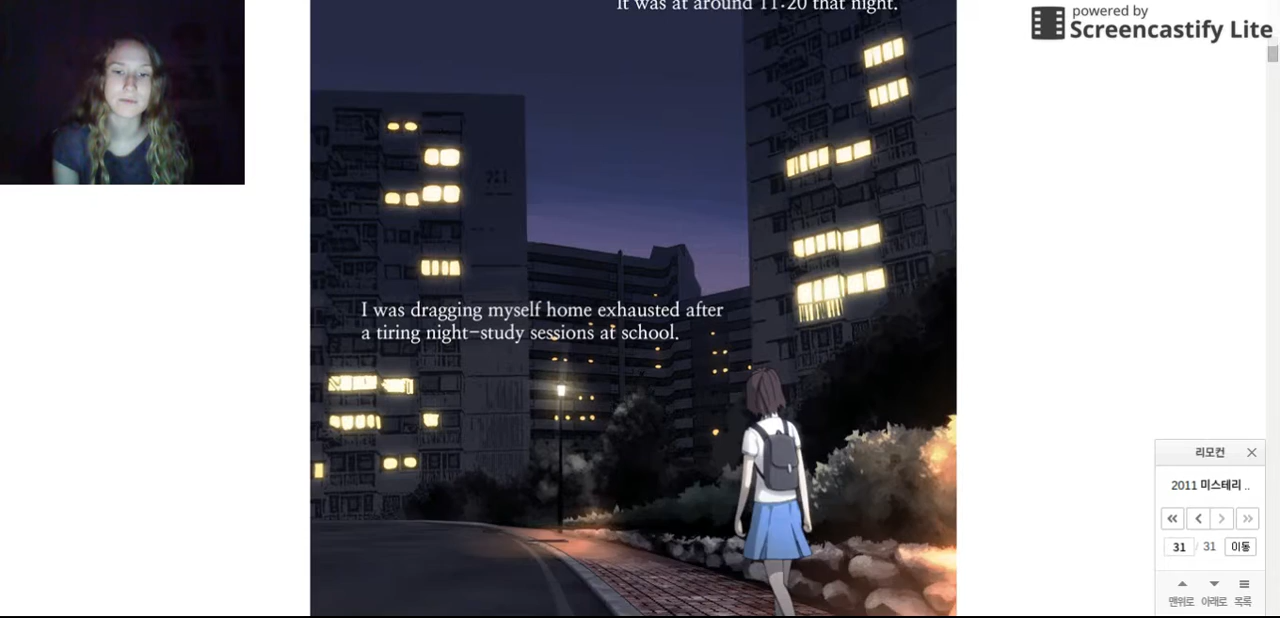 It was at around 11:20 that night.
powered by
Screencastify Lite
I was dragging myself home exhausted after
a tiring night-study sessions at school.
리모컨
2011 미스테리 ..
31 / 31 이동
맨위로 아래로 목록